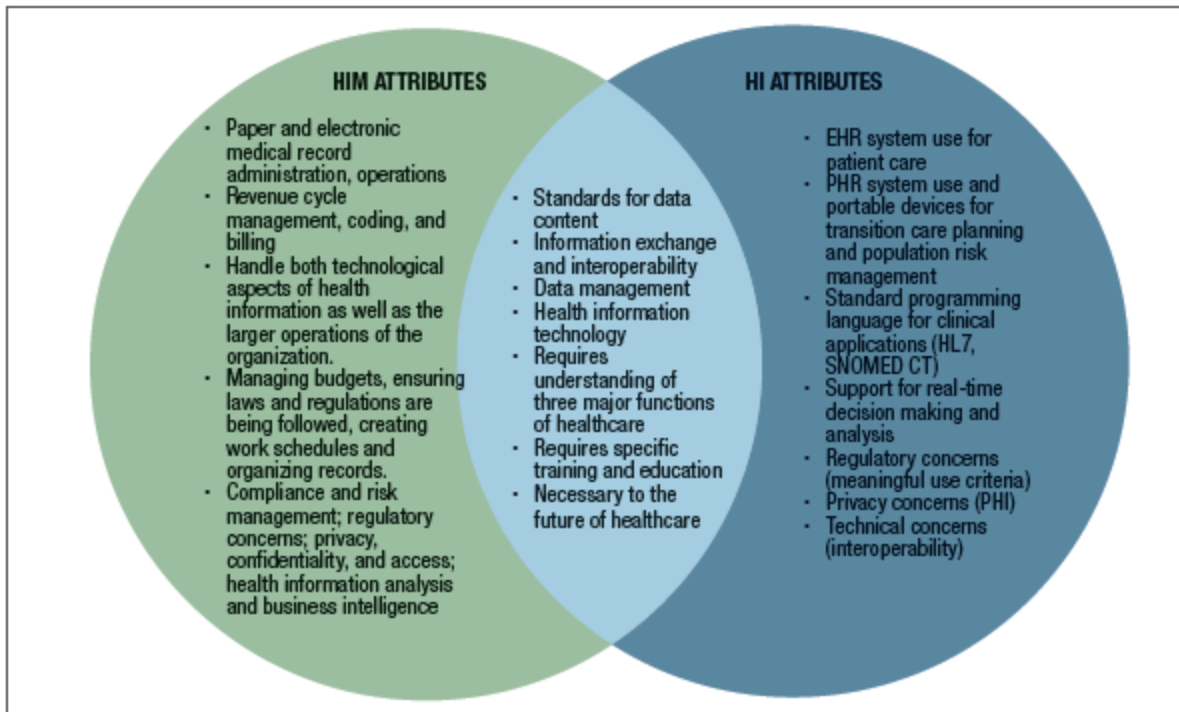 HIM ATTRIBUTES
· Paper and electronic
medical record
administration, operations
· Revenue cycle
management, coding, and
billing
· Handle both technological
aspects of health
information as well as the
larger operations of the
organization.
· Managing budgets, ensuring
laws and regulations are
being followed, creating
work schedules and
organizing records.
· Compliance and risk
management; regulatory
concerns; privacy,
confidentiality, and access;
health information analysis
and business intelligence
· Standards for data
content
· Information exchange
and interoperability
· Data management
· Health information
technology
· Requires
understanding of
three major functions
of healthcare
· Requires specific
training and education
· Necessary to the
future of healthcare
HI ATTRIBUTES
· EHR system use for
patient care
· PHR system use and
portable devices for
transition care planning
and population risk
management
· Standard programming
language for clinical
applications (HL7,
SNOMED CT)
· Support for real-time
decision making and
analysis
· Regulatory concerns
(meaningful use criteria)
· Privacy concerns (PHI)
· Technical concerns
(interoperability)